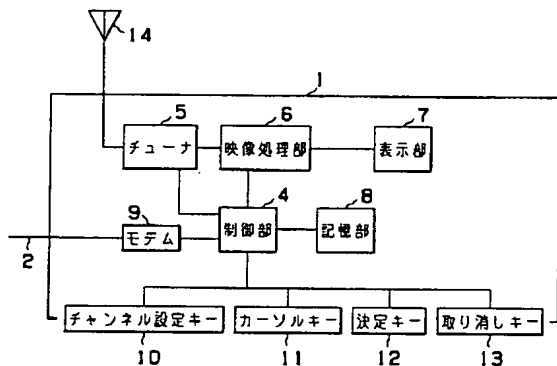 14
1
5
6
7
チューナ
映像処理部
表示部
4
8
9
制御部
記憶部
モデム
2
チャンネル設定キー
カーソルキー
決定キー
取り消しキー
10
11
12
13